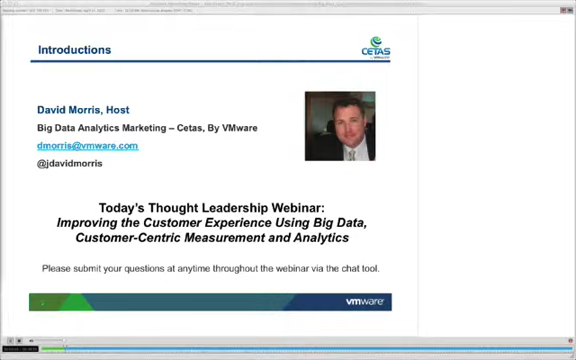 Introductions
CETAS
David Morris, Host
Big Data Analytics Marketing – Cetas, By VMware
dmorris@vmware.com
@jdavidmorris
Today's Thought Leadership Webinar:
Improving the Customer Experience Using Big Data,
Customer-Centric Measurement and Analytics
Please submit your questions at anytime throughout the webinar via the chat tool.
vmware